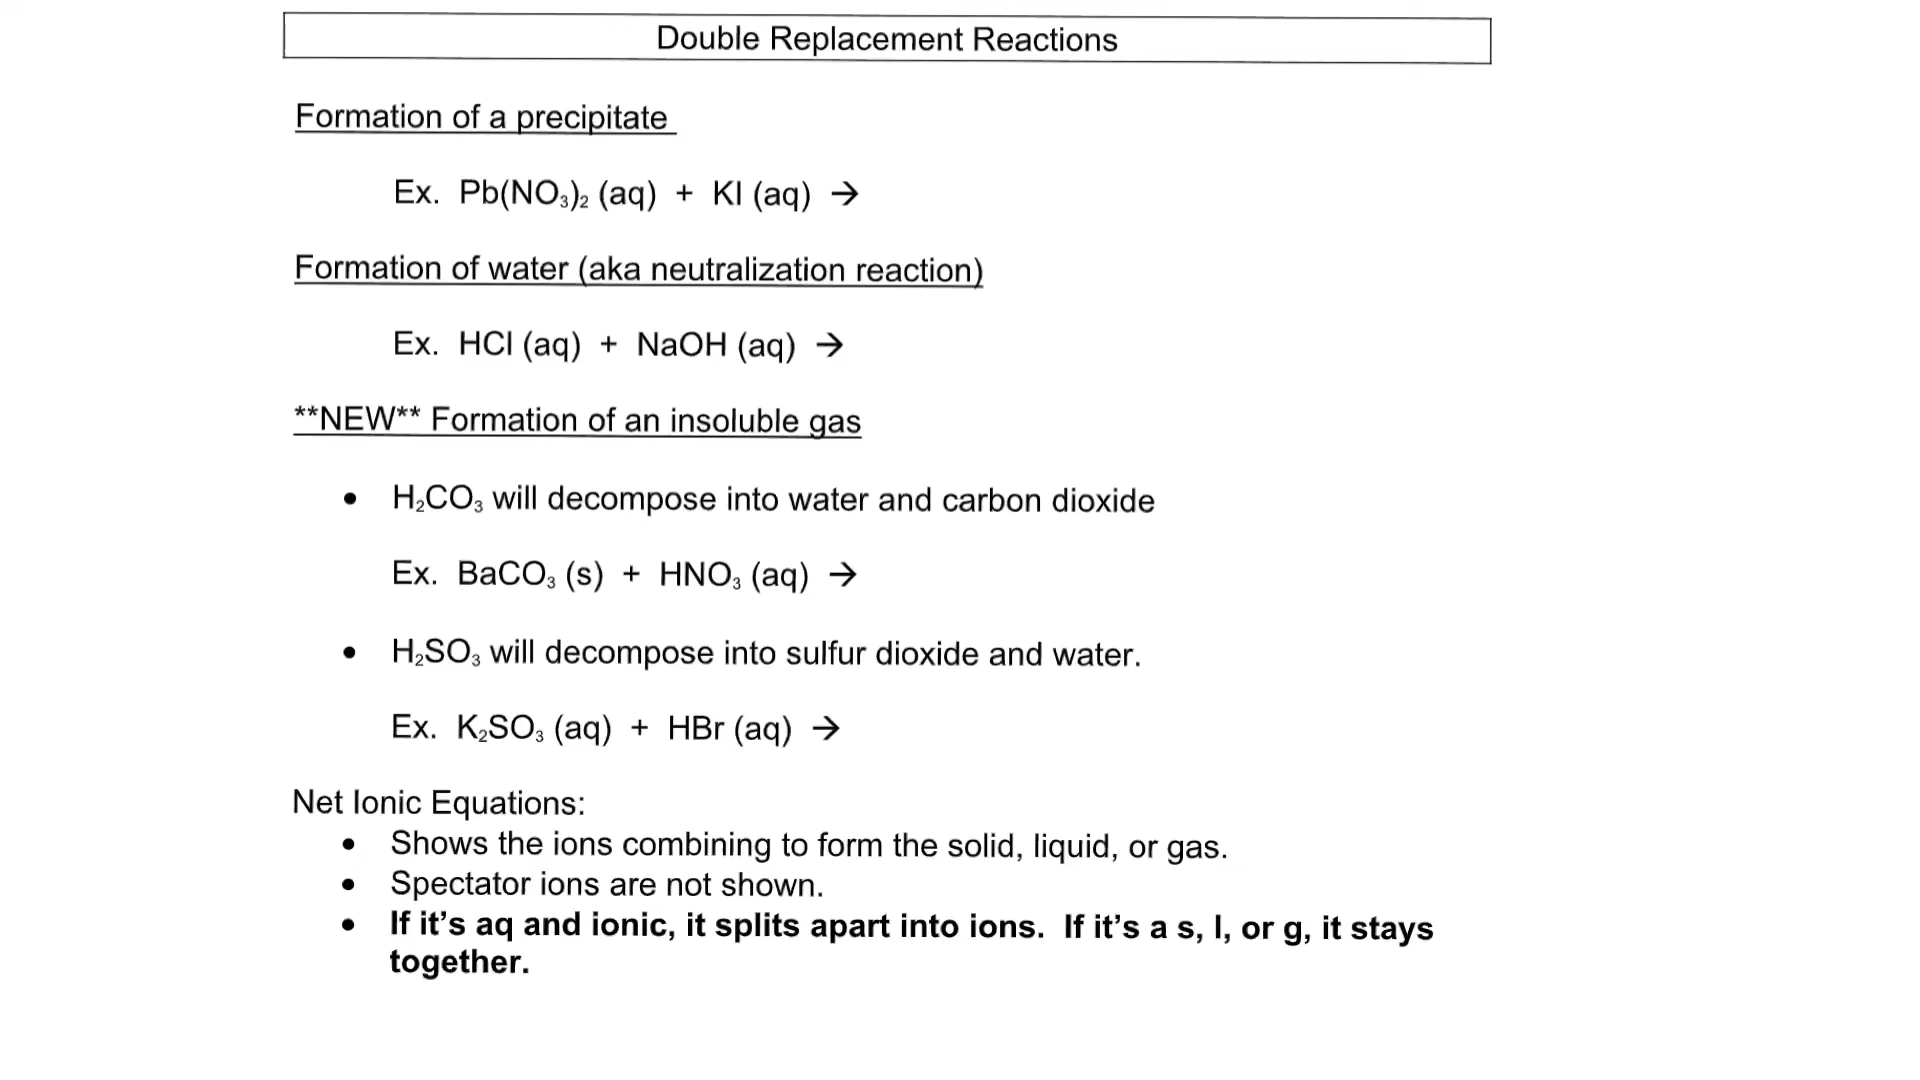 Double Replacement Reactions
Formation of a precipitate
Ex. Pb(NO₃)₂ (aq) + KI (aq) →
Formation of water (aka neutralization reaction)
Ex. HCl (aq) + NaOH (aq) →
**NEW** Formation of an insoluble gas
• H₂CO₃ will decompose into water and carbon dioxide
Ex. BaCO₃ (s) + HNO₃ (aq) →
• H₂SO₃ will decompose into sulfur dioxide and water.
Ex. K₂SO₃ (aq) + HBr (aq) →
Net Ionic Equations:
• Shows the ions combining to form the solid, liquid, or gas.
• Spectator ions are not shown.
• If it’s aq and ionic, it splits apart into ions. If it’s a s, l, or g, it stays
together.